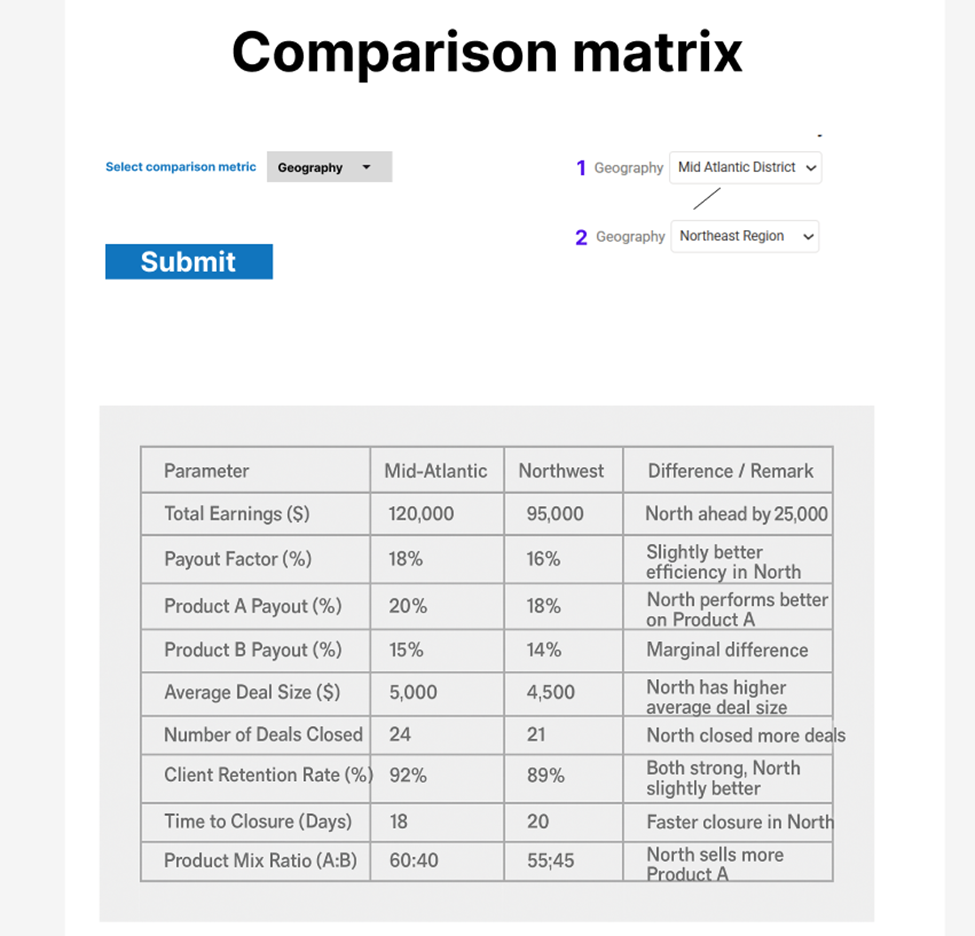 Comparison matrix
Select comparison metric Geography
1 Geography Mid Atlantic District
2 Geography Northeast Region
Submit
Parameter Mid-Atlantic Northwest Difference / Remark
Total Earnings ($) 120,000 95,000 North ahead by 25,000
Payout Factor (%) 18% 16% Slightly better
efficiency in North
Product A Payout (%) 20% 18% North performs better
on Product A
Product B Payout (%) 15% 14% Marginal difference
Average Deal Size ($) 5,000 4,500 North has higher
average deal size
Number of Deals Closed 24 21 North closed more deals
Client Retention Rate (%) 92% 89% Both strong, North
slightly better
Time to Closure (Days) 18 20 Faster closure in North
Product Mix Ratio (A:B) 60:40 55;45 North sells more
Product A